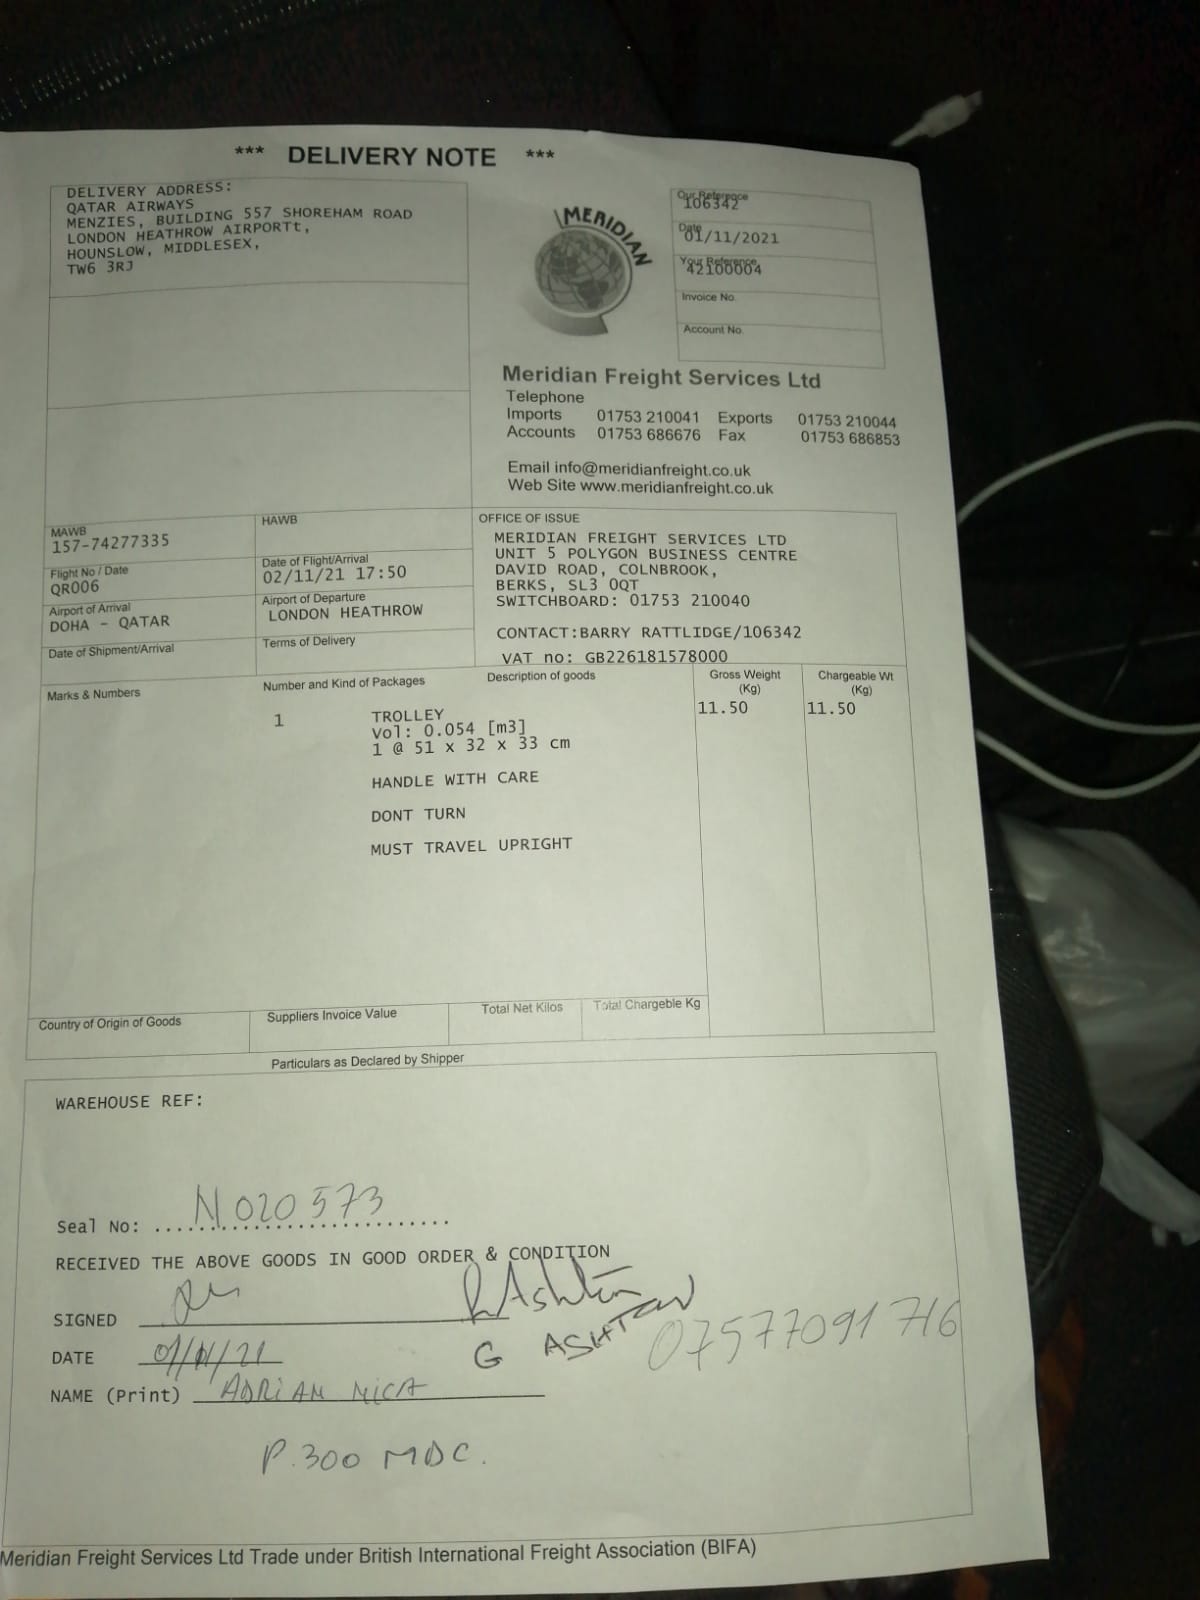 *** DELIVERY NOTE ***
DELIVERY ADDRESS:
QATAR AIRWAYS
MENZIES, BUILDING 557 SHOREHAM ROAD
LONDON HEATHROW AIRPORTt,
HOUNSLOW, MIDDLESEX,
TW6 3RJ
MERIDIAN
Our Reference
106342
Date
01/11/2021
Your Reference
42100004
Invoice No.
Account No.
Meridian Freight Services Ltd
Telephone
Imports 01753 210041 Exports 01753 210044
Accounts 01753 686676 Fax 01753 686853
Email info@meridianfreight.co.uk
Web Site www.meridianfreight.co.uk
MAWB
157-74277335
HAWB
Flight No / Date
QR006
Date of Flight/Arrival
02/11/21 17:50
Airport of Arrival
DOHA - QATAR
Airport of Departure
LONDON HEATHROW
Date of Shipment/Arrival
Terms of Delivery
OFFICE OF ISSUE
MERIDIAN FREIGHT SERVICES LTD
UNIT 5 POLYGON BUSINESS CENTRE
DAVID ROAD, COLNBROOK,
BERKS, SL3 0QT
SWITCHBOARD: 01753 210040
CONTACT:BARRY RATTLIDGE/106342
VAT no: GB226181578000
Marks & Numbers Number and Kind of Packages Description of goods Gross Weight (Kg) Chargeable Wt (Kg)
1 TROLLEY 11.50 11.50
Vol: 0.054 [m3]
1 @ 51 x 32 x 33 cm
HANDLE WITH CARE
DONT TURN
MUST TRAVEL UPRIGHT
Country of Origin of Goods Suppliers Invoice Value Total Net Kilos Total Chargeble Kg
Particulars as Declared by Shipper
WAREHOUSE REF:
Seal No: N020573
RECEIVED THE ABOVE GOODS IN GOOD ORDER & CONDITION
SIGNED Ashton
G ASHTON 07577091716
DATE 01/11/21
NAME (Print) ADRIAN MICA
P.300 MDC.
Meridian Freight Services Ltd Trade under British International Freight Association (BIFA)